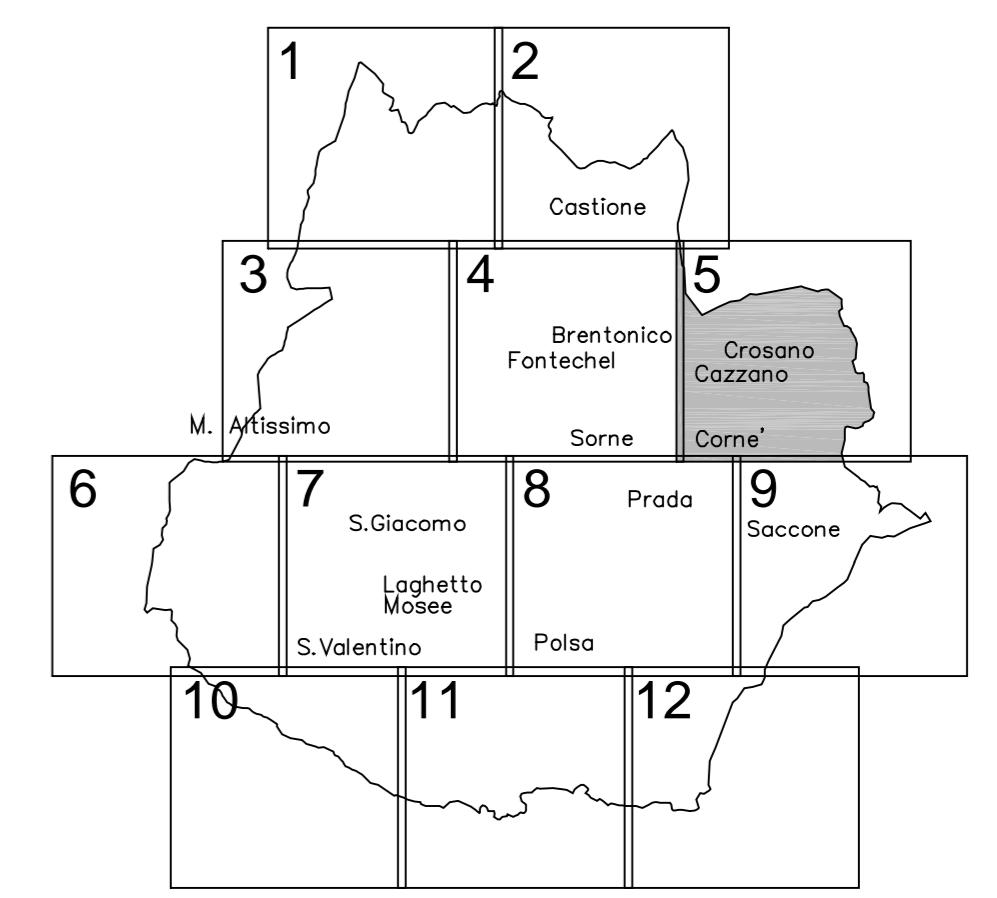 1
2
Castione
3
4
5
Brentonico
Fontechel
Crosano
Cazzano
M. Altissimo
Sorne
Corne'
6
7
8
9
Prada
S.Giacomo
Saccone
Laghetto
Mosee
S.Valentino
Polsa
10
11
12